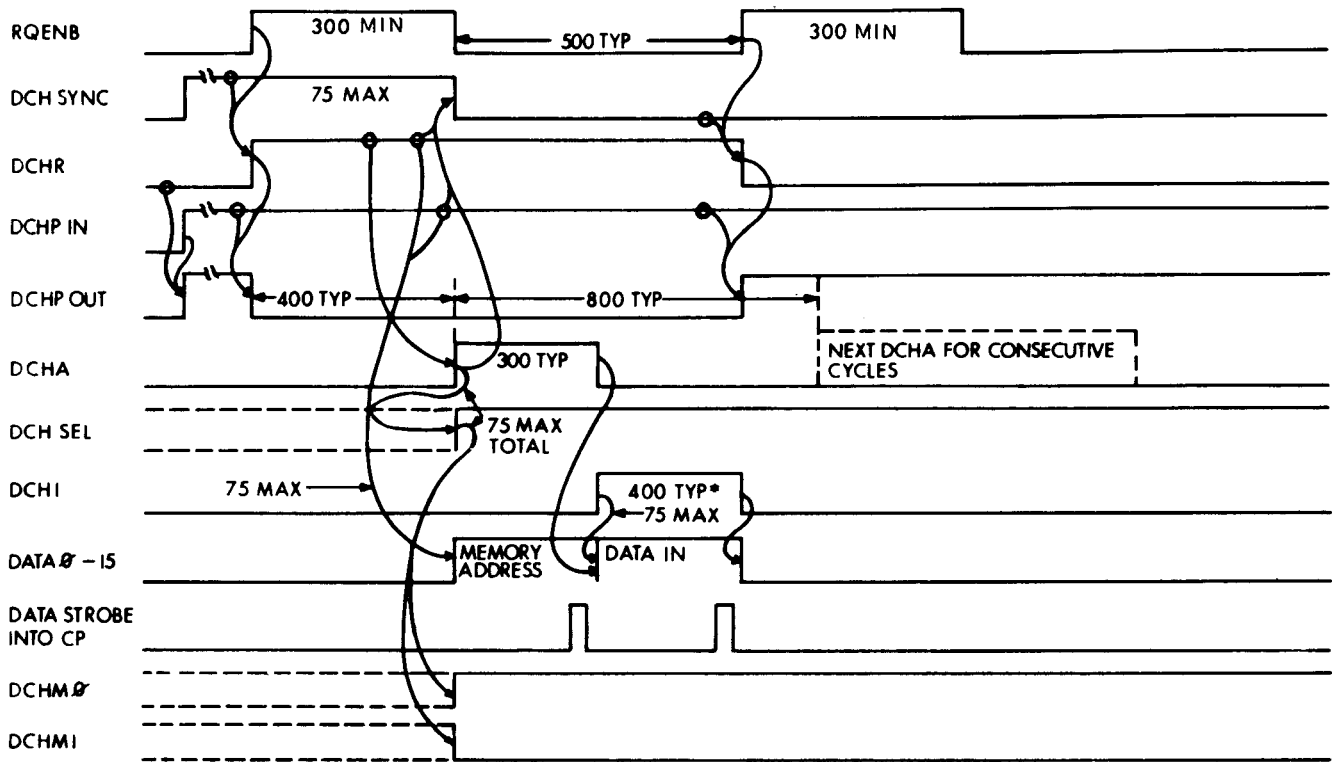 RQENB 300 MIN 500 TYP 300 MIN
DCH SYNC 75 MAX
DCHR
DCHP IN
DCHP OUT 400 TYP 800 TYP
DCHA 300 TYP NEXT DCHA FOR CONSECUTIVE
CYCLES
DCH SEL 75 MAX
TOTAL
DCHI 75 MAX 400 TYP*
75 MAX
DATA Ø - 15 MEMORY
ADDRESS DATA IN
DATA STROBE
INTO CP
DCHM Ø
DCHM1